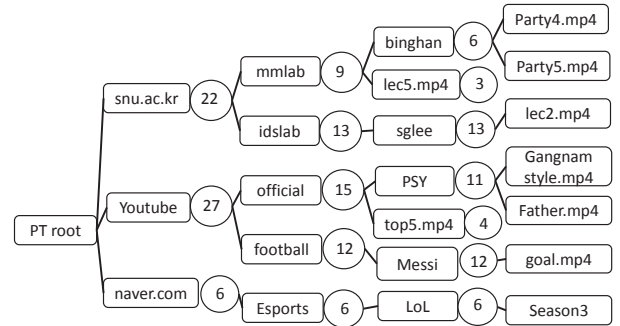 Party4.mp4
binghan 6
Party5.mp4
mmlab 9
lec5.mp4 3
snu.ac.kr 22
lec2.mp4
idslab 13 sglee 13
Gangnam
style.mp4
official 15 PSY 11
Youtube 27
Father.mp4
top5.mp4 4
PT root
football 12
Messi 12 goal.mp4
naver.com 6
Esports 6 LoL 6 Season3